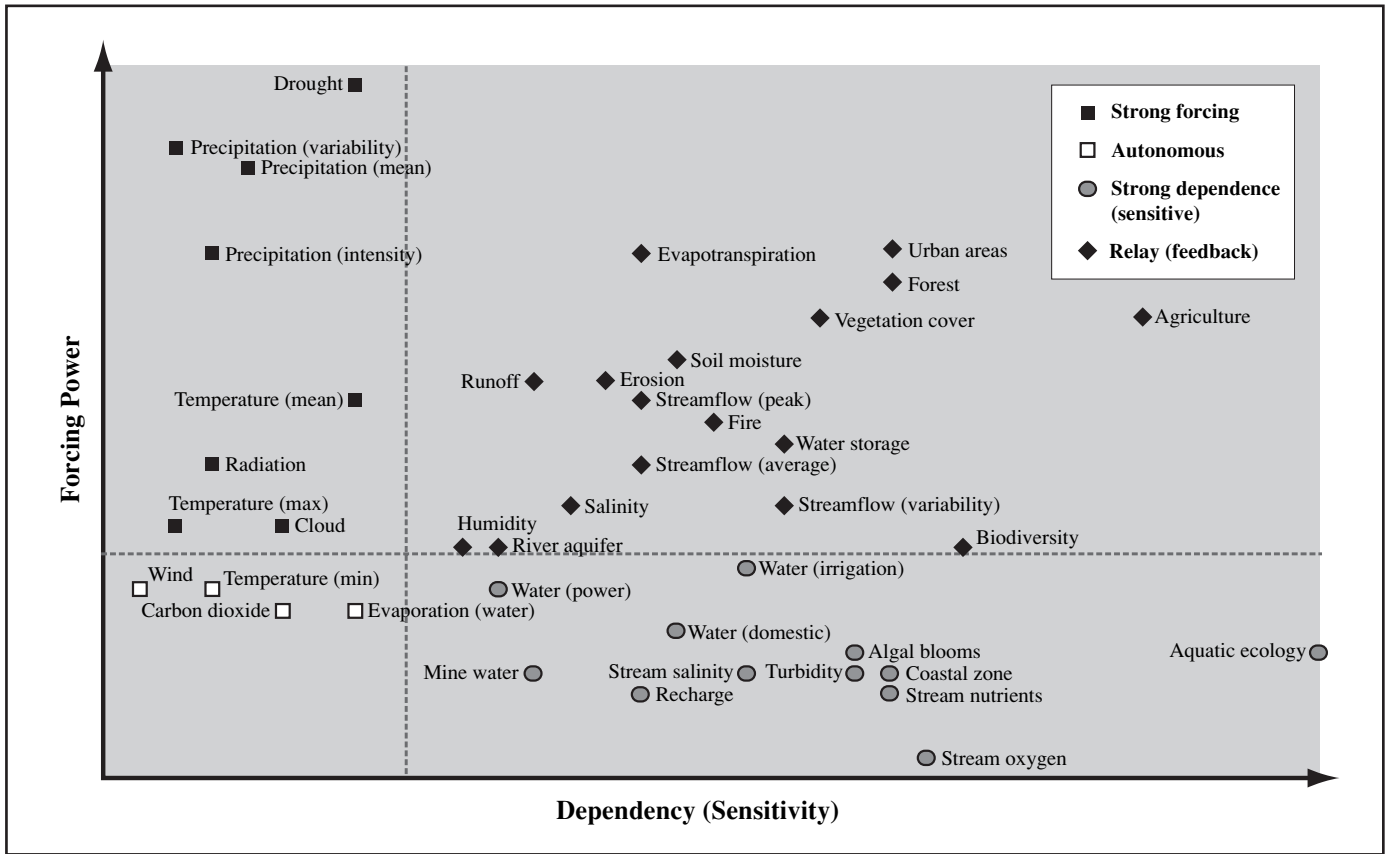 Drought
Precipitation (variability)
Precipitation (mean)
Precipitation (intensity)
Evapotranspiration
Urban areas
Forest
Vegetation cover
Agriculture
Soil moisture
Runoff
Erosion
Temperature (mean)
Streamflow (peak)
Fire
Water storage
Radiation
Streamflow (average)
Temperature (max)
Cloud
Salinity
Streamflow (variability)
Humidity
River aquifer
Biodiversity
Wind
Temperature (min)
Carbon dioxide
Evaporation (water)
Water (power)
Water (irrigation)
Water (domestic)
Algal blooms
Aquatic ecology
Mine water
Stream salinity
Turbidity
Coastal zone
Recharge
Stream nutrients
Stream oxygen
Strong forcing
Autonomous
Strong dependence
(sensitive)
Relay (feedback)
Forcing Power
Dependency (Sensitivity)